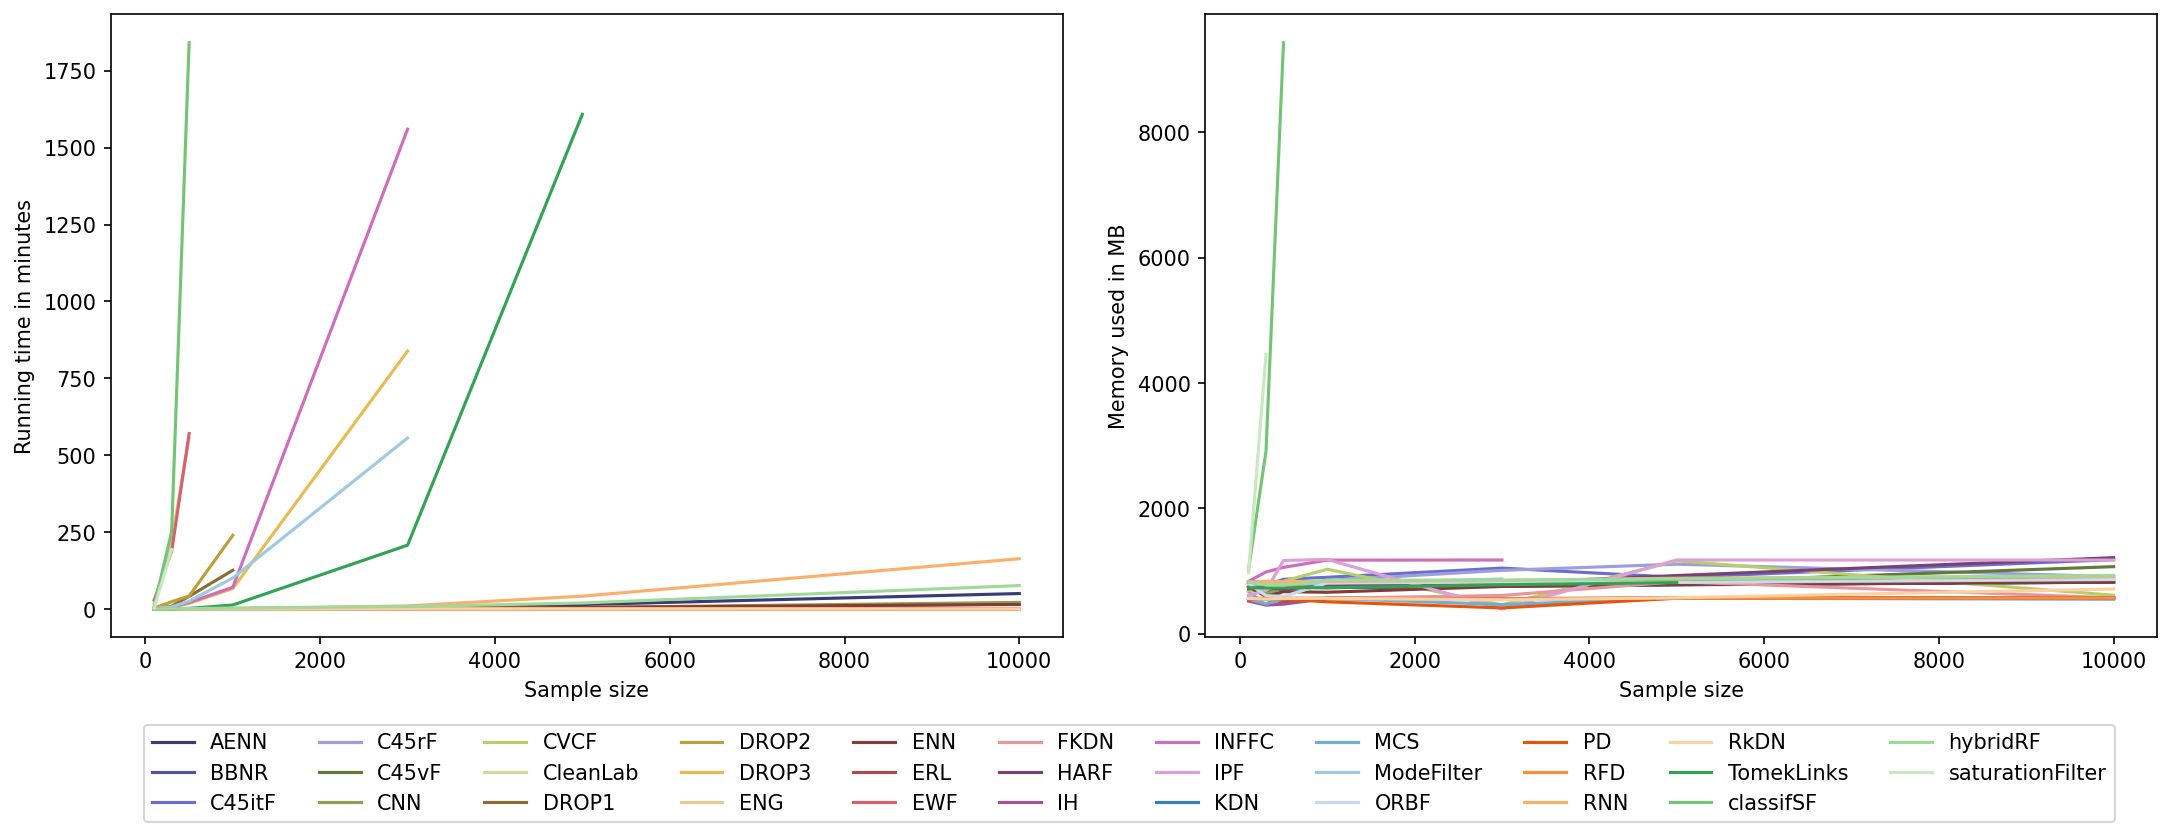 Running time in minutes
1750
1500
1250
1000
750
500
250
0
0 2000 4000 6000 8000 10000
Sample size
Memory used in MB
8000
6000
4000
2000
0
0 2000 4000 6000 8000 10000
Sample size
AENN C45rF CVCF DROP2 ENN FKDN INFFC MCS PD RkDN hybridRF
BBNR C45vF CleanLab DROP3 ERL HARF IPF ModeFilter RFD TomekLinks saturationFilter
C45itF CNN DROP1 ENG EWF IH KDN ORBF RNN classifSF